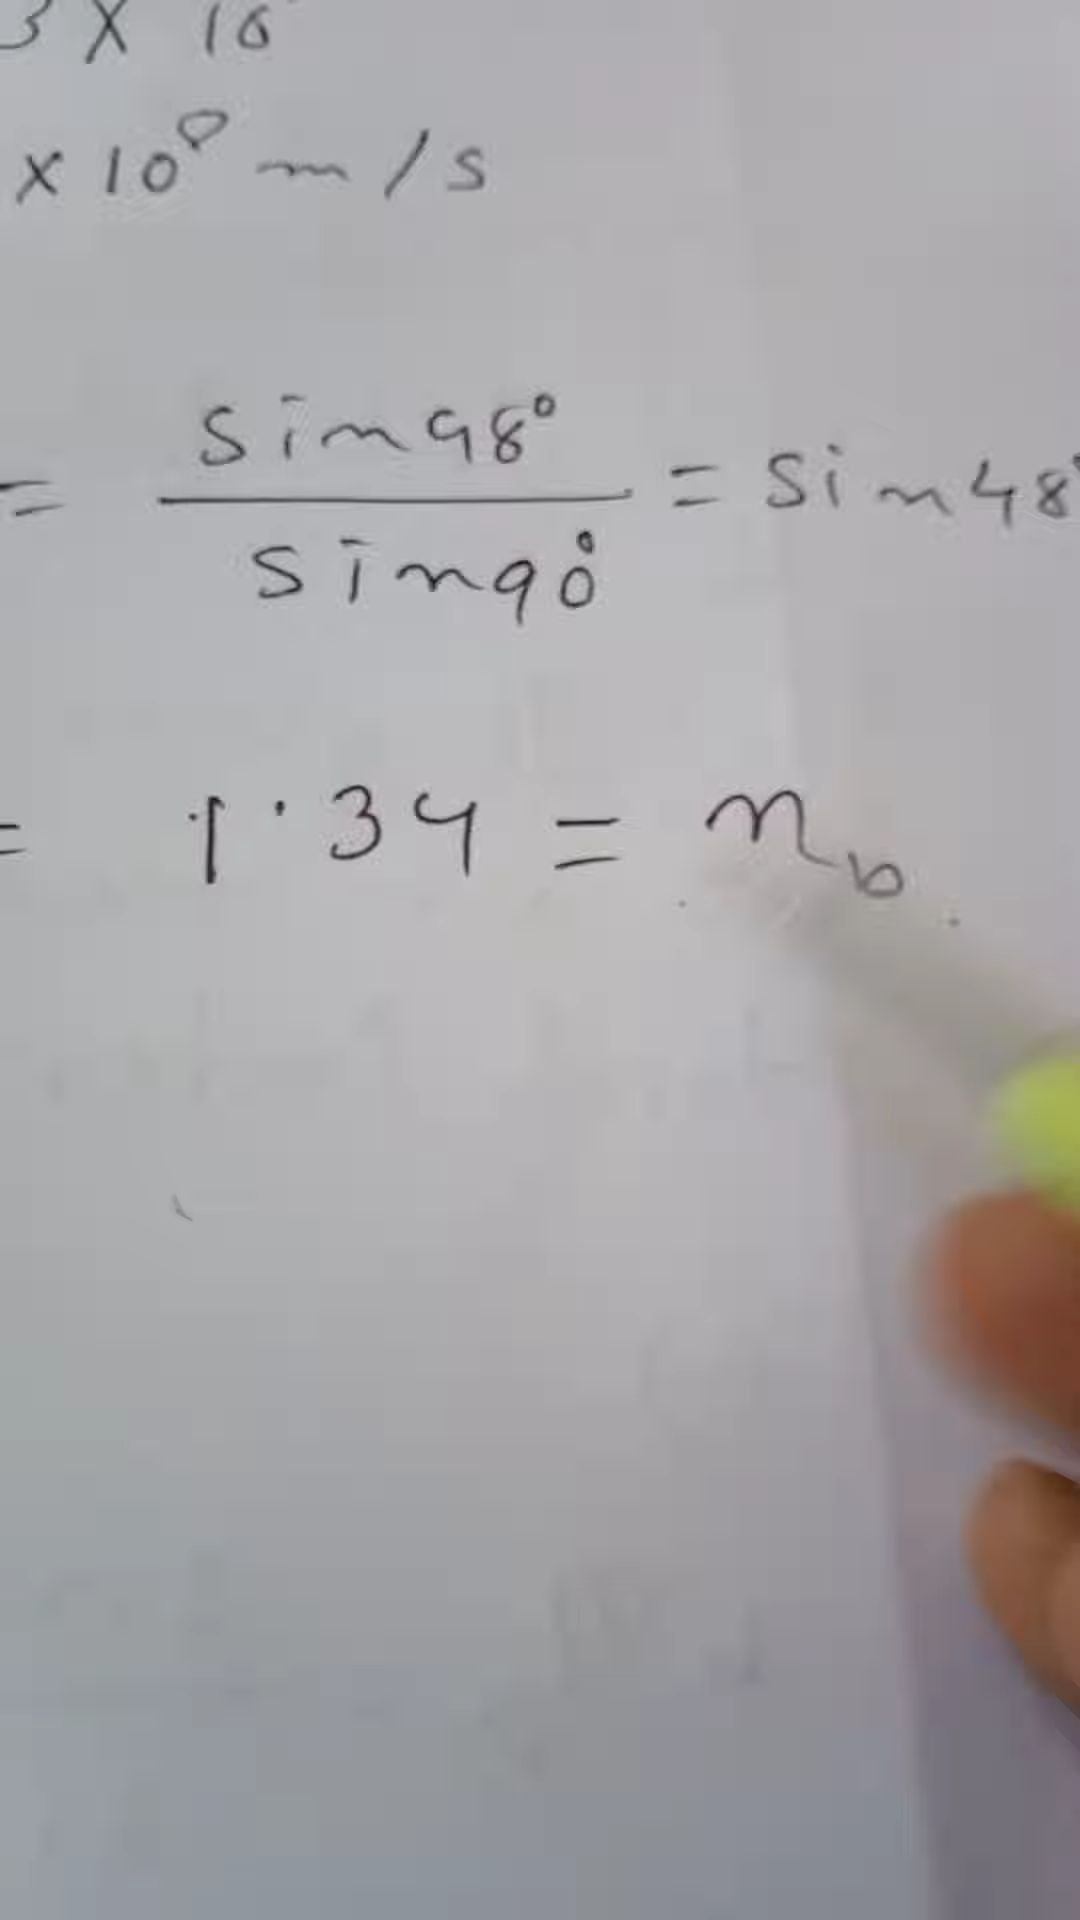 3 × 10
× 10⁸ m/s
= sin48° / sin90° = sin48°
= 1.34 = n_b